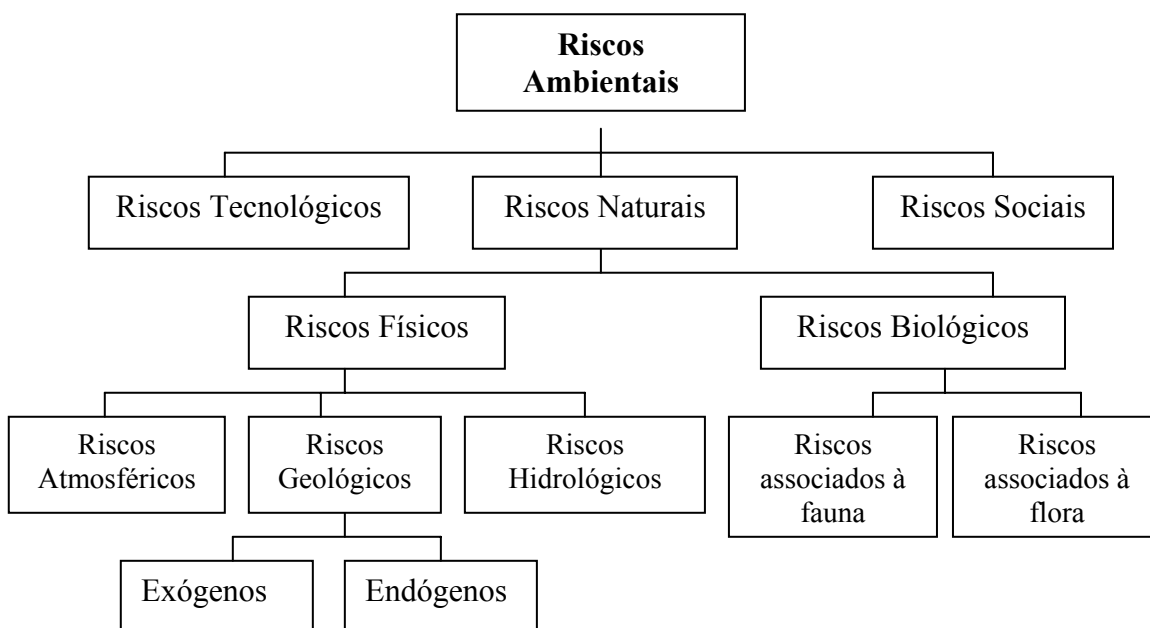 Riscos
Ambientais
Riscos Tecnológicos
Riscos Naturais
Riscos Sociais
Riscos Físicos
Riscos Biológicos
Riscos
Atmosféricos
Riscos
Geológicos
Riscos
Hidrológicos
Riscos
associados à
fauna
Riscos
associados à
flora
Exógenos
Endógenos